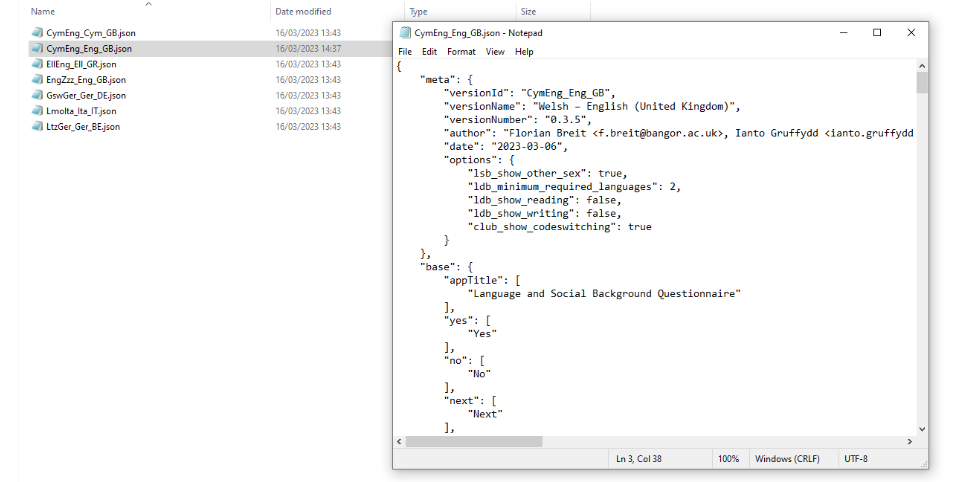 Name Date modified Type Size
CymEng_Cym_GB.json 16/03/2023 13:43
CymEng_Eng_GB.json 16/03/2023 14:37
EllEng_Ell_GR.json 16/03/2023 13:43
EngZzz_Eng_GB.json 16/03/2023 13:43
GswGer_Ger_DE.json 16/03/2023 13:43
LmoIta_Ita_IT.json 16/03/2023 13:43
LtzGer_Ger_BE.json 16/03/2023 13:43
CymEng_Eng_GB.json - Notepad
File Edit Format View Help
{
"meta": {
"versionId": "CymEng_Eng_GB",
"versionName": "Welsh – English (United Kingdom)",
"versionNumber": "0.3.5",
"author": "Florian Breit <f.breit@bangor.ac.uk>, Ianto Gruffydd <ianto.gruffydd
"date": "2023-03-06",
"options": {
"lsb_show_other_sex": true,
"ldb_minimum_required_languages": 2,
"ldb_show_reading": false,
"ldb_show_writing": false,
"club_show_codeswitching": true
}
},
"base": {
"appTitle": [
"Language and Social Background Questionnaire"
],
"yes": [
"Yes"
],
"no": [
"No"
],
"next": [
"Next"
],
Ln 3, Col 38 100% Windows (CRLF) UTF-8